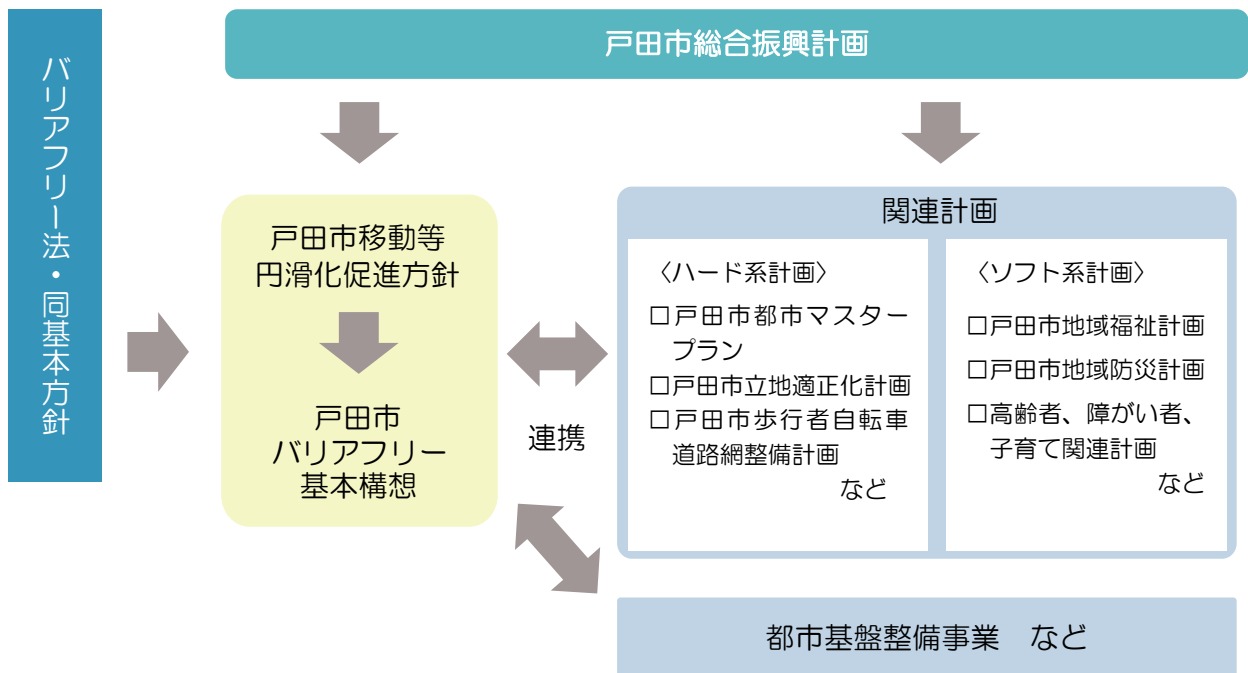 バリアフリー法・同基本方針
戸田市総合振興計画
戸田市移動等
円滑化促進方針
戸田市
バリアフリー
基本構想
連携
関連計画
〈ハード系計画〉
□戸田市都市マスター
プラン
□戸田市立地適正化計画
□戸田市歩行者自転車
道路網整備計画
など
〈ソフト系計画〉
□戸田市地域福祉計画
□戸田市地域防災計画
□高齢者、障がい者、
子育て関連計画
など
都市基盤整備事業　など